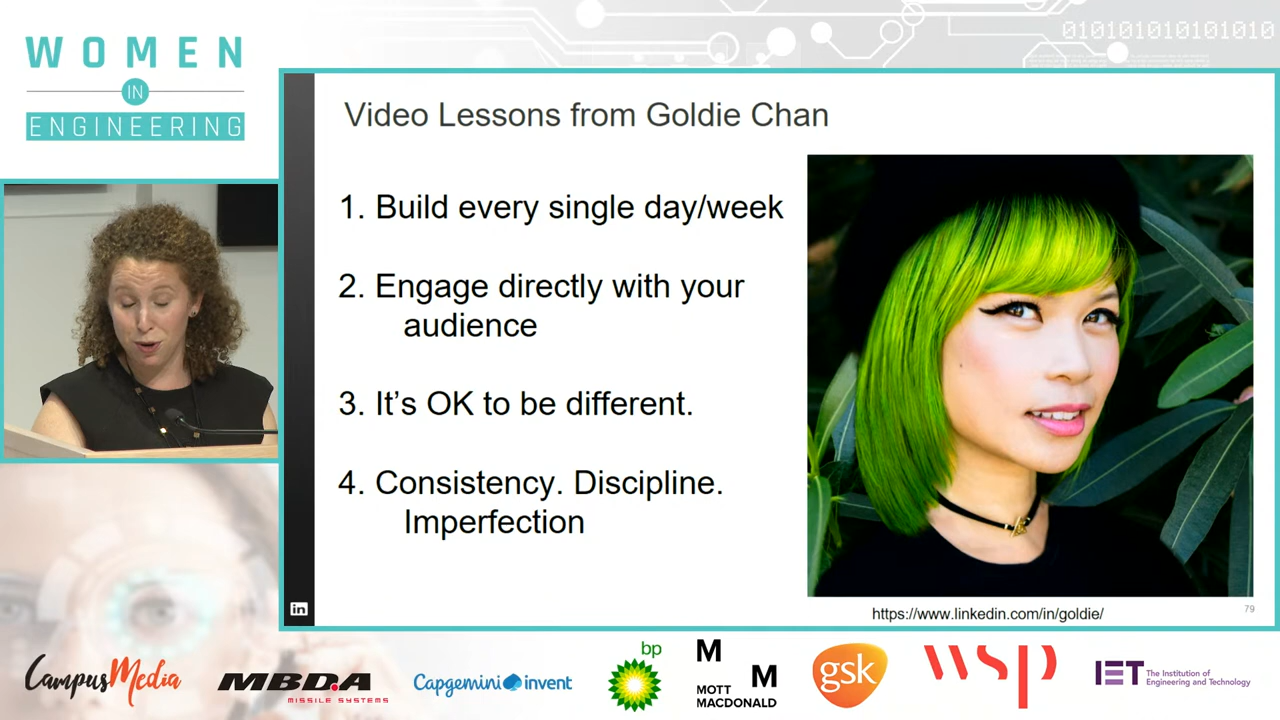 WOMEN
IN
ENGINEERING
010101010101010
Video Lessons from Goldie Chan
1. Build every single day/week
2. Engage directly with your
audience
3. It's OK to be different.
4. Consistency. Discipline.
Imperfection
in
https://www.linkedin.com/in/goldie/
79
CampusMedia
MBDA
MISSILE SYSTEMS
Capgemini invent
bp
M
M
MOTT
MACDONALD
gsk
wsp
IET
The Institution of
Engineering and Technology